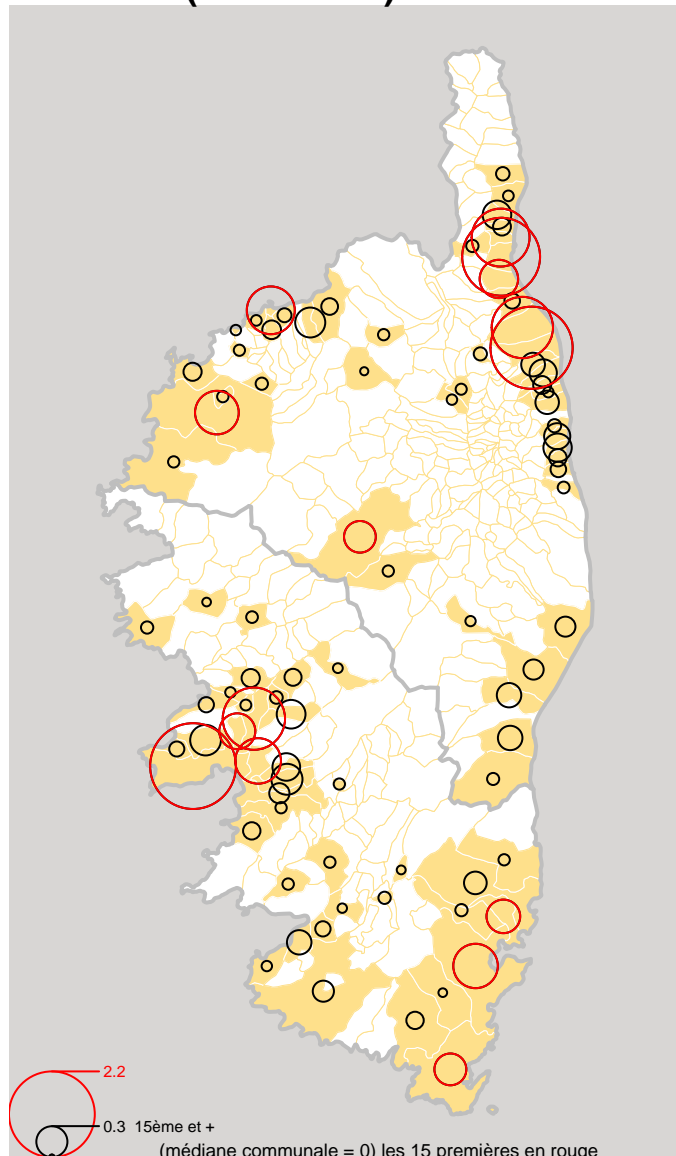 2.2
0.3 15ème et +
(médiane communale = 0) les 15 premières en rouge